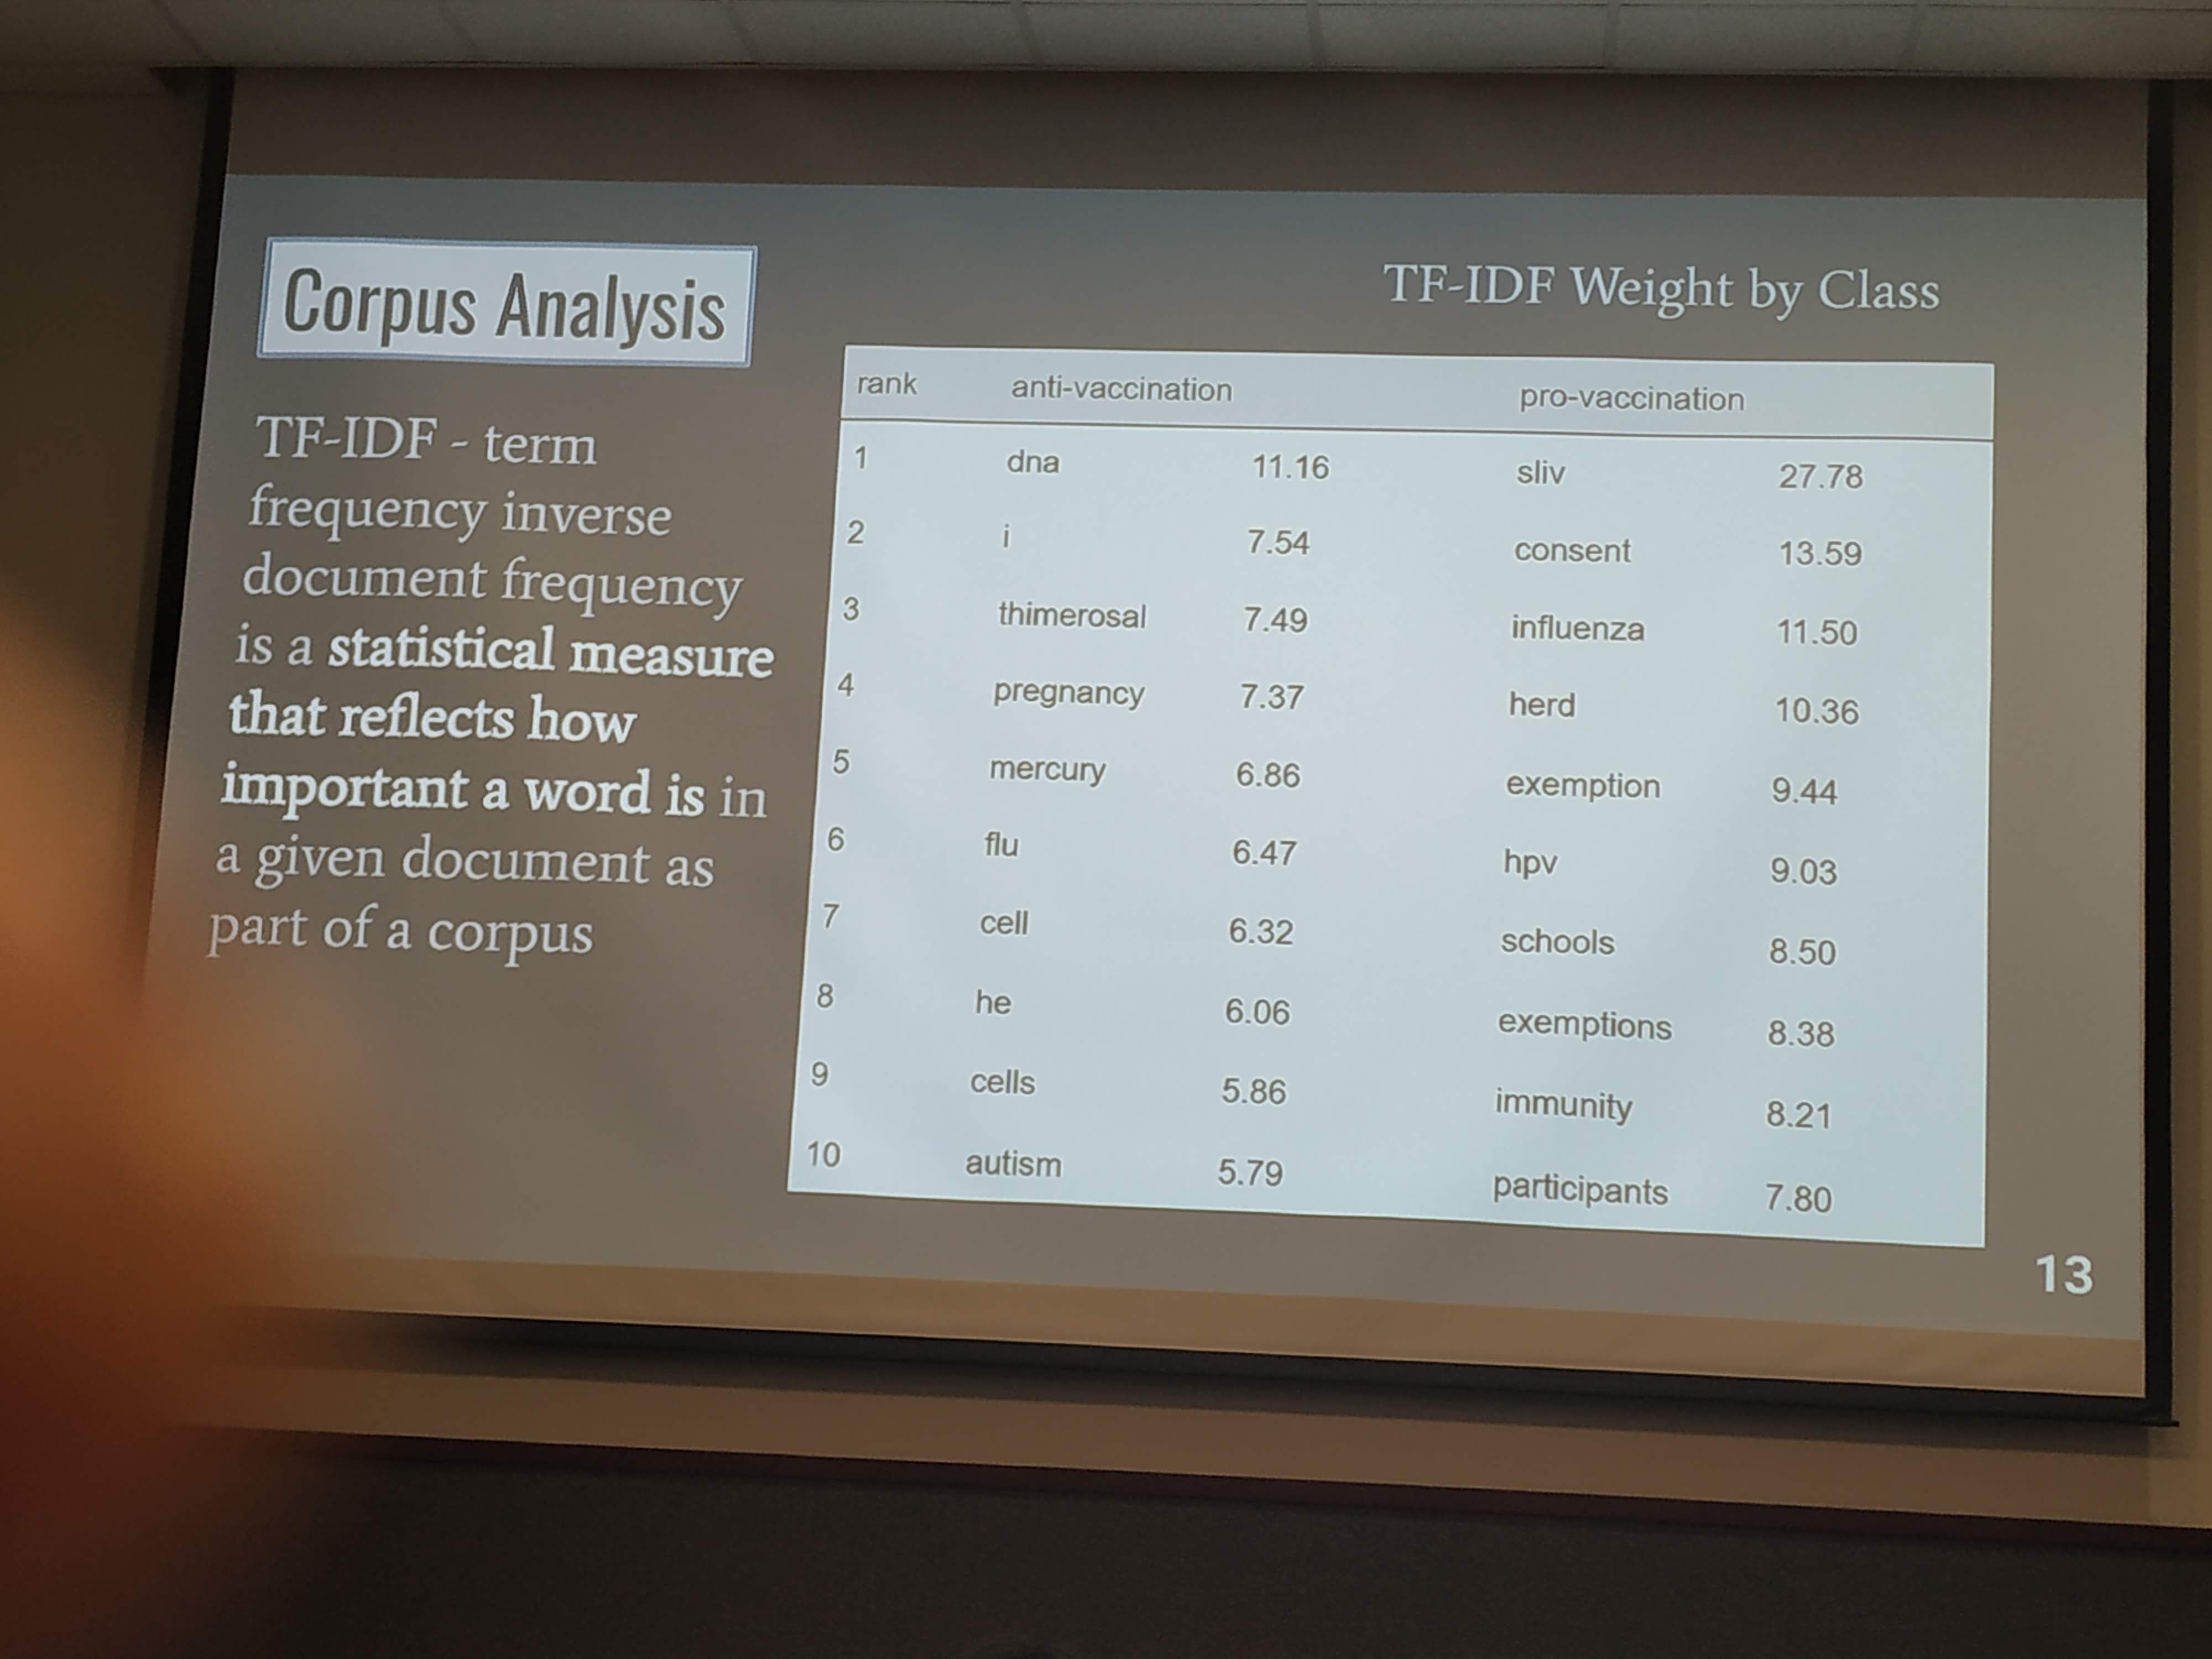 Corpus Analysis
TF-IDF - term
frequency inverse
document frequency
is a statistical measure
that reflects how
important a word is in
a given document as
part of a corpus
TF-IDF Weight by Class
rank anti-vaccination pro-vaccination
1 dna 11.16 sliv 27.78
2 i 7.54 consent 13.59
3 thimerosal 7.49 influenza 11.50
4 pregnancy 7.37 herd 10.36
5 mercury 6.86 exemption 9.44
6 flu 6.47 hpv 9.03
7 cell 6.32 schools 8.50
8 he 6.06 exemptions 8.38
9 cells 5.86 immunity 8.21
10 autism 5.79 participants 7.80
13